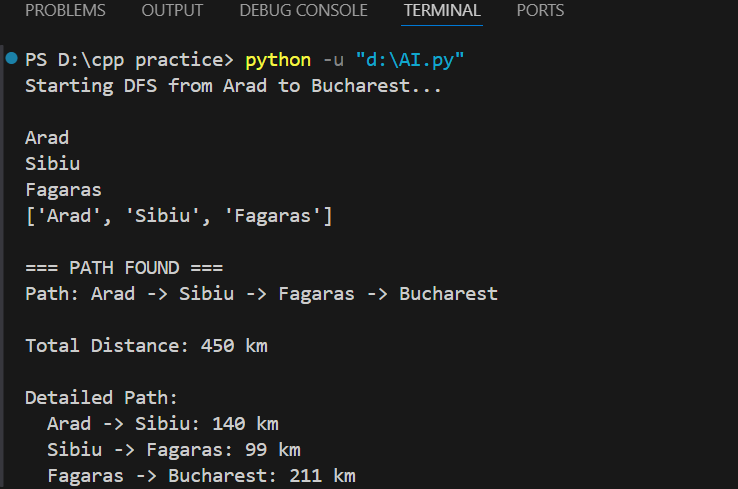 PROBLEMS OUTPUT DEBUG CONSOLE TERMINAL PORTS
PS D:\cpp practice> python -u "d:\AI.py"
Starting DFS from Arad to Bucharest...
Arad
Sibiu
Fagaras
['Arad', 'Sibiu', 'Fagaras']
=== PATH FOUND ===
Path: Arad -> Sibiu -> Fagaras -> Bucharest
Total Distance: 450 km
Detailed Path:
Arad -> Sibiu: 140 km
Sibiu -> Fagaras: 99 km
Fagaras -> Bucharest: 211 km